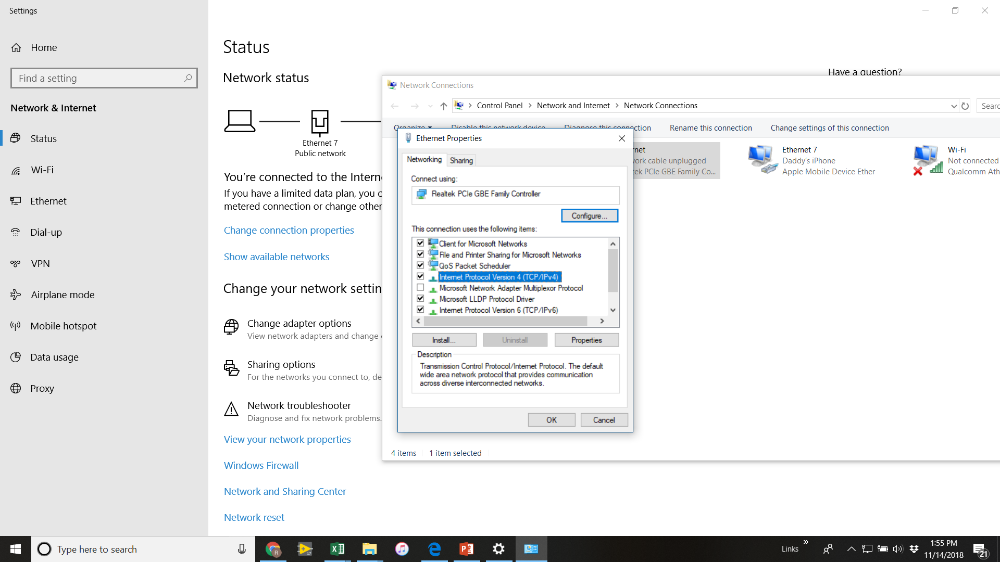 Settings
Home
Find a setting
Network & Internet
Status
Wi-Fi
Ethernet
Dial-up
VPN
Airplane mode
Mobile hotspot
Data usage
Proxy
Status
Network status
Ethernet 7
Public network
You're connected to the Intern
If you have a limited data plan, you c
metered connection or change other
Change connection properties
Show available networks
Change your network settin
Change adapter options
View network adapters and change
Sharing options
For the networks you connect to, de
Network troubleshooter
Diagnose and fix network problems.
View your network properties
Windows Firewall
Network and Sharing Center
Network reset
Have a question?
Network Connections
Control Panel > Network and Internet > Network Connections
Searc
Organize
Disable this network device
Diagnose this connection
Rename this connection
Change settings of this connection
rnet
ork cable unplugged
tek PCIe GBE Family Co...
Ethernet 7
Daddy's iPhone
Apple Mobile Device Ether
Wi-Fi
Not connected
Qualcomm Ath
Ethernet Properties
Networking
Sharing
Connect using:
Realtek PCIe GBE Family Controller
Configure...
This connection uses the following items:
Client for Microsoft Networks
File and Printer Sharing for Microsoft Networks
QoS Packet Scheduler
Internet Protocol Version 4 (TCP/IPv4)
Microsoft Network Adapter Multiplexor Protocol
Microsoft LLDP Protocol Driver
Internet Protocol Version 6 (TCP/IPv6)
Install...
Uninstall
Properties
Description
Transmission Control Protocol/Internet Protocol. The default
wide area network protocol that provides communication
across diverse interconnected networks.
OK
Cancel
4 items
1 item selected
Type here to search
R
17
Links
1:55 PM
11/14/2018
21